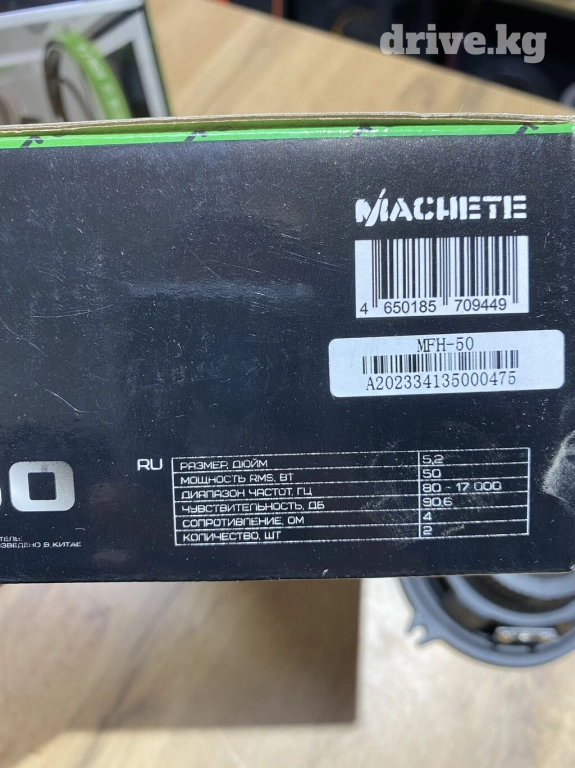 drive.kg
MACHETE
4 650185 709449
MFH-50
A202334135000475
RU
РАЗМЕР, ДЮЙМ 5,2
МОЩНОСТЬ RMS, ВТ 50
ДИАПАЗОН ЧАСТОТ, ГЦ 80 - 17 000
ЧУВСТВИТЕЛЬНОСТЬ, ДБ 90,6
СОПРОТИВЛЕНИЕ, ОМ 4
КОЛИЧЕСТВО, ШТ 2